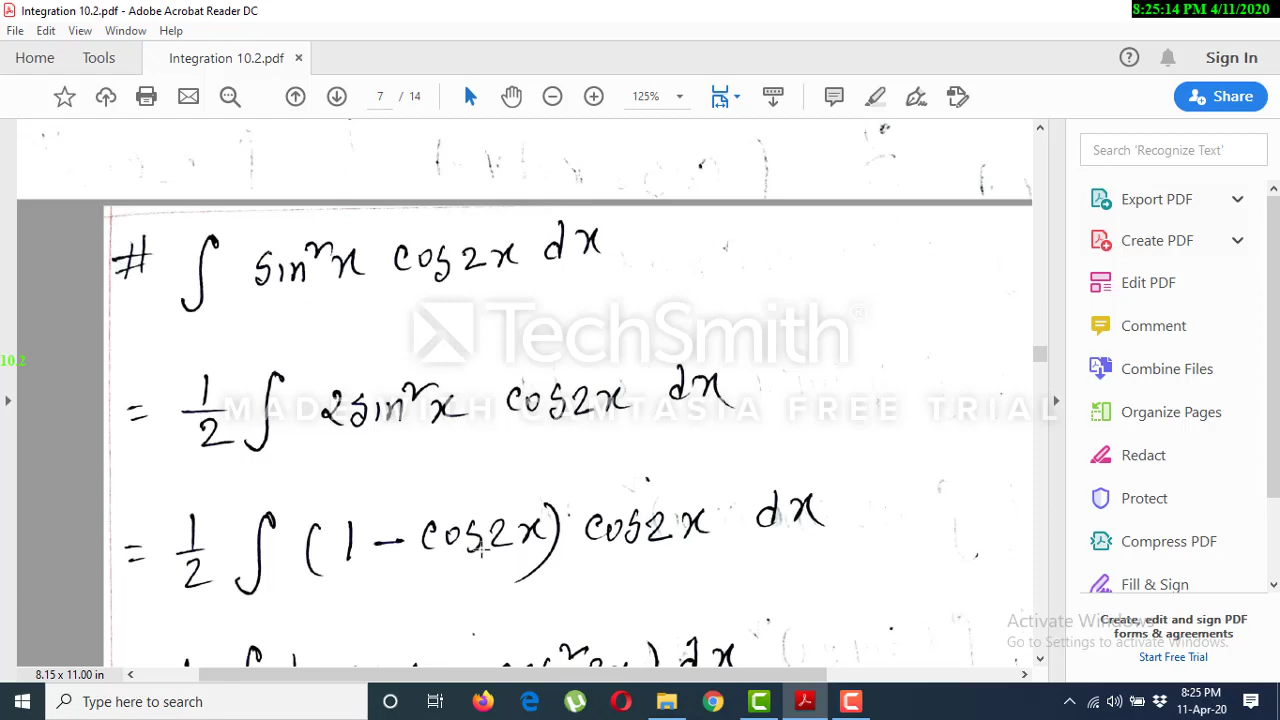 Integration 10.2.pdf - Adobe Acrobat Reader DC
8:25:14 PM 4/11/2020
File Edit View Window Help
Home Tools Integration 10.2.pdf × Sign In
7 / 14 125% Share
# ∫ sin²x cos2x dx
= 1/2 ∫ 2sin²x cos2x dx
= 1/2 ∫ (1 - cos2x) cos2x dx
10.2
TechSmith
MADE WITH CAMTASIA FREE TRIAL
Search 'Recognize Text'
Export PDF
Create PDF
Edit PDF
Comment
Combine Files
Organize Pages
Redact
Protect
Compress PDF
Fill & Sign
Activate Windows
Go to Settings to activate Windows.
Create, edit and sign PDF
forms & agreements
Start Free Trial
8.15 x 11.00 in
Type here to search
8:25 PM
11-Apr-20